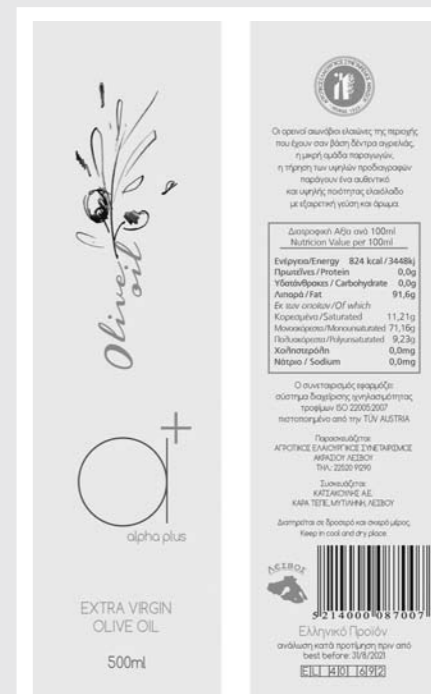 Olive
oil
a+
alpha plus
EXTRA VIRGIN
OLIVE OIL
500ml
Οι ορεινοί αιωνόβιοι ελαιώνες της περιοχής
που έχουν σαν βάση δέντρα αγριελιάς,
η μικρή ομάδα παραγωγών,
η τήρηση των υψηλών προδιαγραφών
παράγουν ένα αυθεντικό
και υψηλής ποιότητας ελαιόλαδο
με εξαιρετική γεύση και άρωμα.
Διατροφική Αξία ανά 100ml
Nutricion Value per 100ml
Ενέργεια/Energy 824 kcal/3448kj
Πρωτεΐνες/Protein 0,0g
Υδατάνθρακες / Carbohydrate 0,0g
Λιπαρά/Fat 91,6g
Εκ των οποίων/Of which
Κορεσμένα/Saturated 11,21g
Μονοακόρεστα/Monounsaturated 71,16g
Πολυακόρεστα/Polyunsaturated 9,23g
Χοληστερόλη 0,0mg
Νάτριο / Sodium 0,0mg
Ο συνεταιρισμός εφαρμόζει
σύστημα διαχείρισης ιχνηλασιμότητας
τροφίμων ISO 22005:2007
πιστοποιημένο από την TÜV AUSTRIA
Παρασκευάζεται:
ΑΓΡΟΤΙΚΟΣ ΕΛΑΙΟΥΡΓΙΚΟΣ ΣΥΝΕΤΑΙΡΙΣΜΟΣ
ΑΚΡΑΣΙΟΥ ΛΕΣΒΟΥ
ΤΗΛ.: 22520 91290
Συσκευάζεται:
ΚΑΤΣΑΚΟΥΛΗΣ Α.Ε.
ΚΑΡΑ ΤΕΠΕ, ΜΥΤΙΛΗΝΗ, ΛΕΣΒΟΥ
Διατηρείται σε δροσερό και σκιερό μέρος.
Keep in cool and dry place.
ΛΕΣΒΟΣ
5 214000 087007
Ελληνικό Προϊόν
ανάλωση κατά προτίμηση πριν από
best before: 31/8/2021
EL 40 692